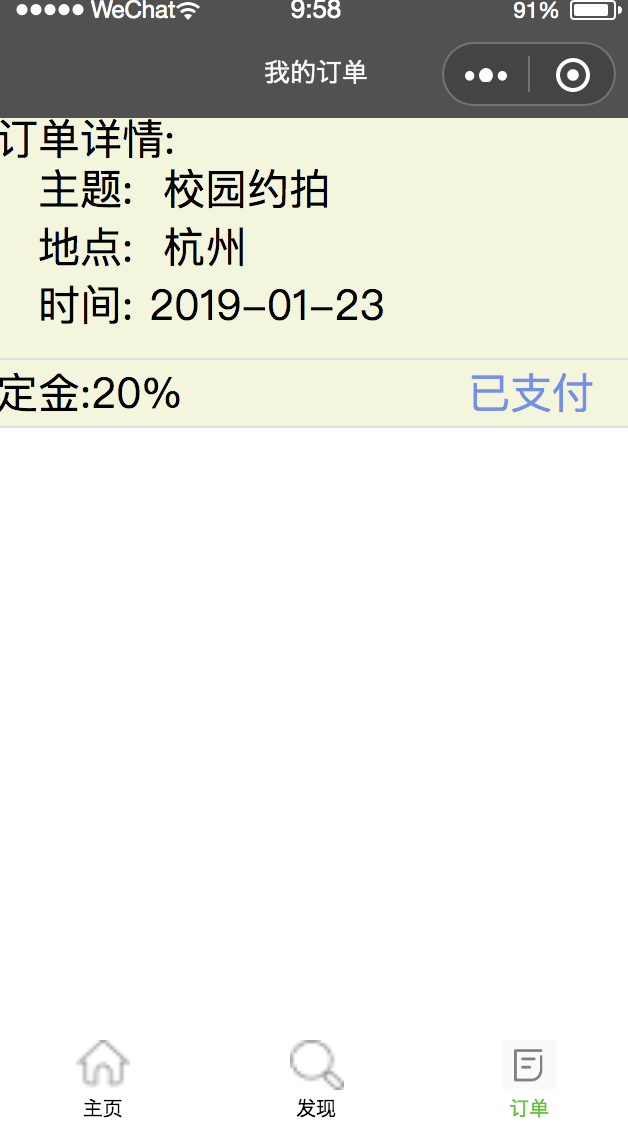 ●●●●● WeChat 9:58 91%
我的订单
订单详情:
主题: 校园约拍
地点: 杭州
时间: 2019-01-23
定金:20% 已支付
主页 发现 订单